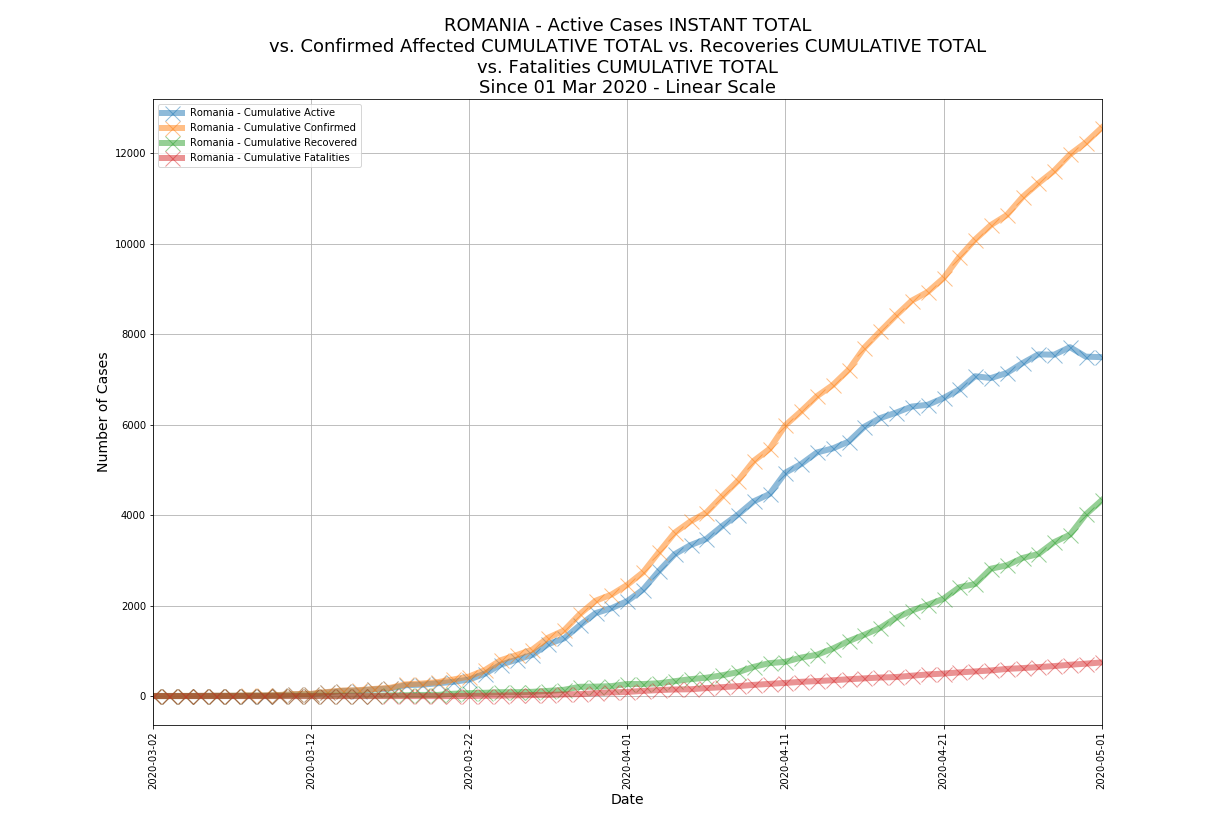 ROMANIA - Active Cases INSTANT TOTAL
vs. Confirmed Affected CUMULATIVE TOTAL vs. Recoveries CUMULATIVE TOTAL
vs. Fatalities CUMULATIVE TOTAL
Since 01 Mar 2020 - Linear Scale
Romania - Cumulative Active
Romania - Cumulative Confirmed
Romania - Cumulative Recovered
Romania - Cumulative Fatalities
Number of Cases
12000
10000
8000
6000
4000
2000
0
2020-03-02
2020-03-12
2020-03-22
2020-04-01
2020-04-11
2020-04-21
2020-05-01
Date